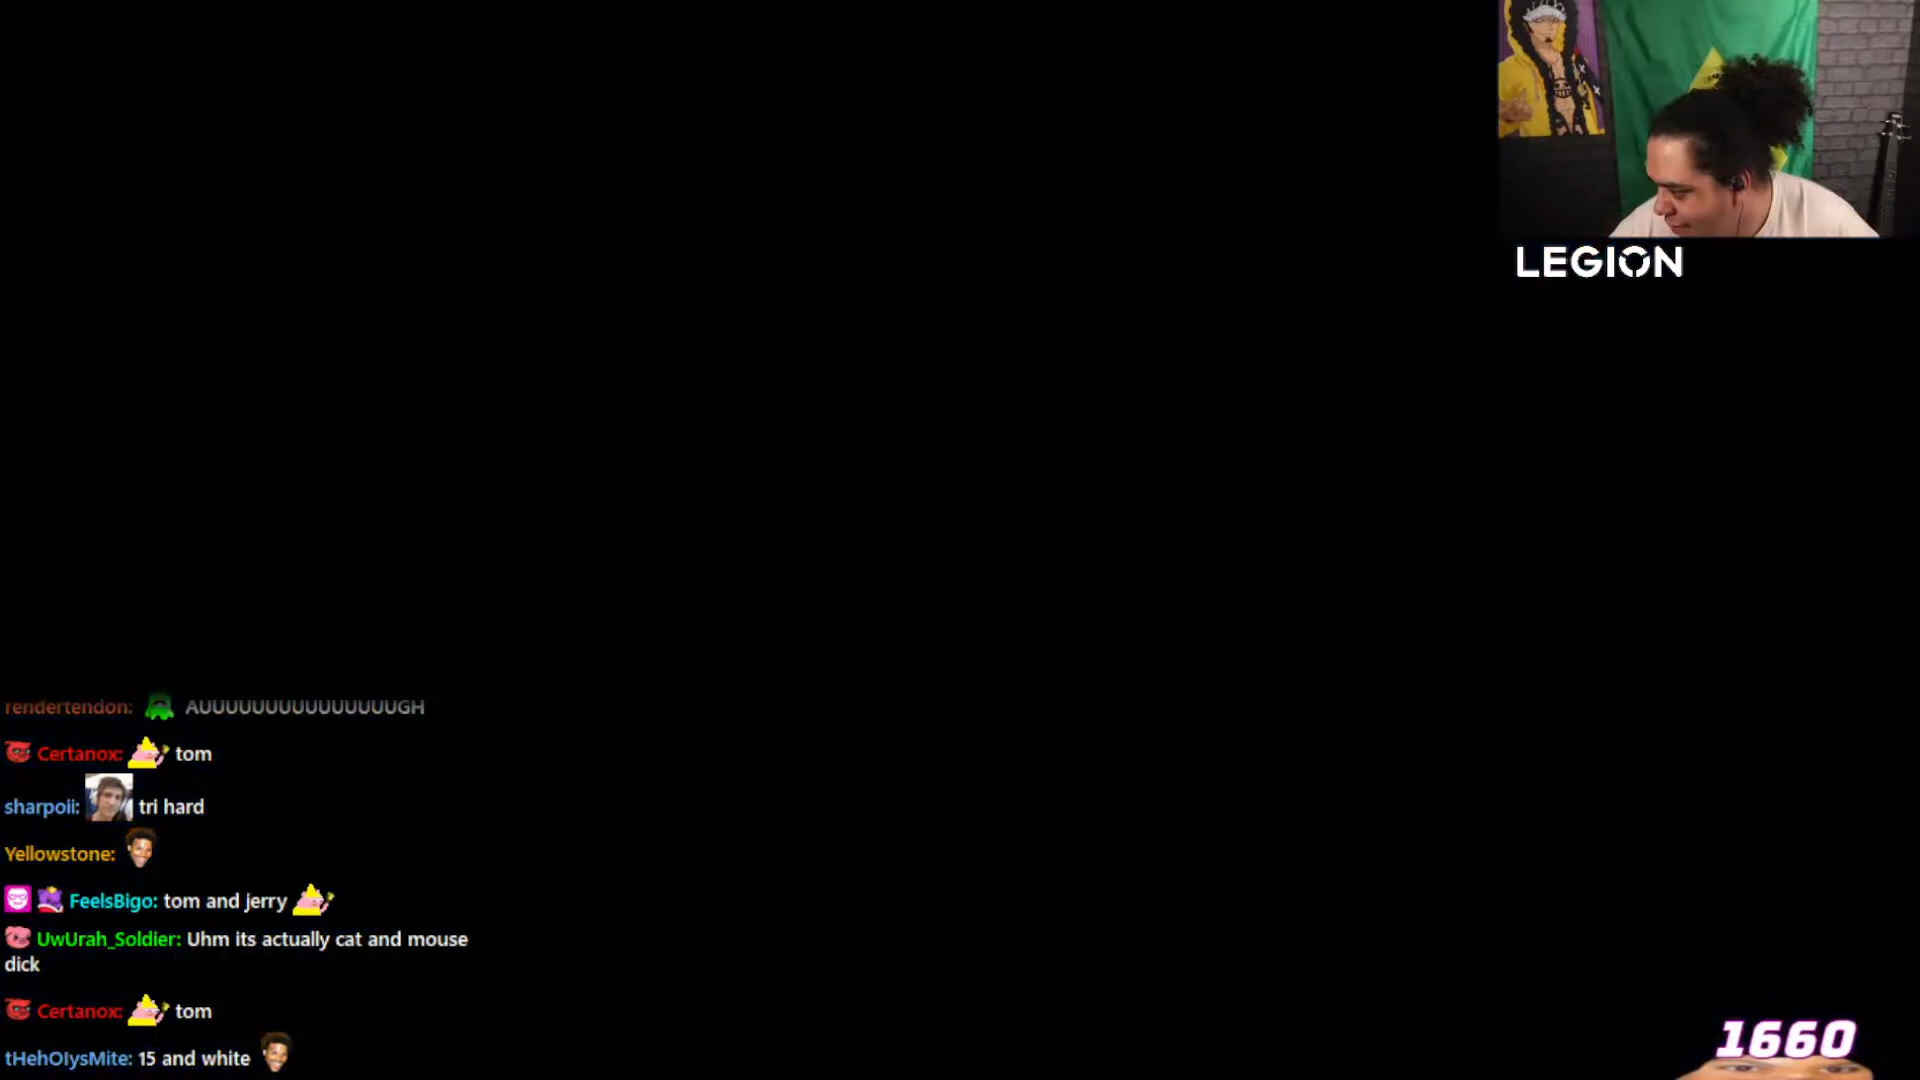 LEGION
rendertendon: AUUUUUUUUUUUUUUUGH
Certanox: tom
sharpoii: tri hard
Yellowstone:
FeelsBigo: tom and jerry
UwUrah_Soldier: Uhm its actually cat and mouse
dick
Certanox: tom
tHehOIysMite: 15 and white
1660